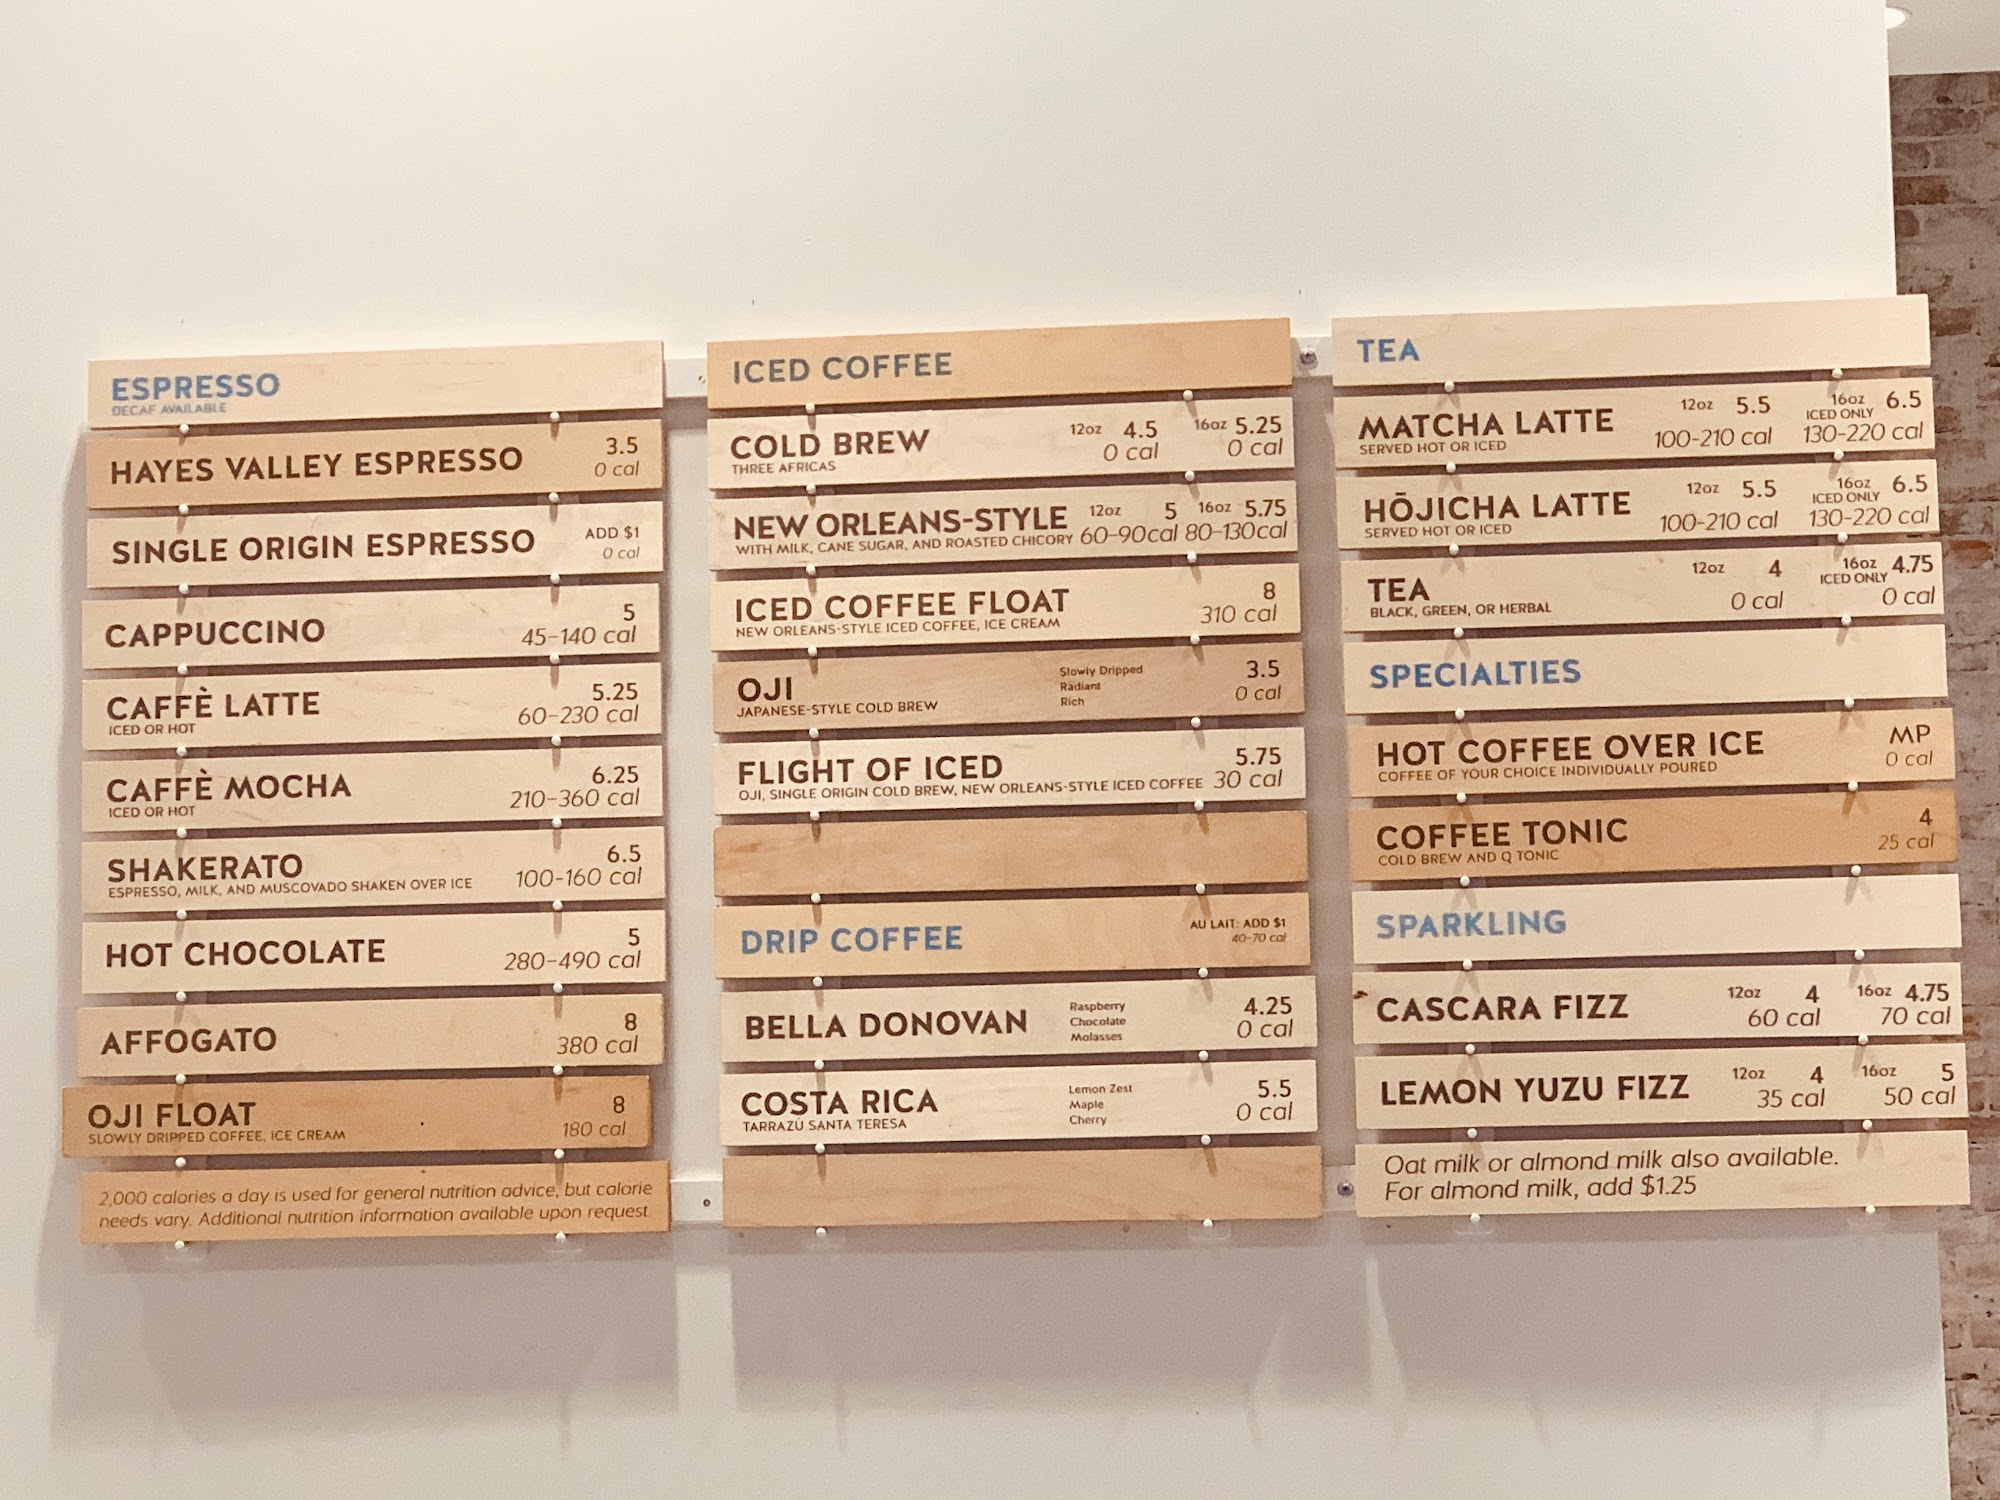 ESPRESSO
DECAF AVAILABLE
HAYES VALLEY ESPRESSO 3.5
0 cal
SINGLE ORIGIN ESPRESSO ADD $1
0 cal
CAPPUCCINO 5
45-140 cal
CAFFÈ LATTE 5.25
ICED OR HOT 60-230 cal
CAFFÈ MOCHA 6.25
ICED OR HOT 210-360 cal
SHAKERATO 6.5
ESPRESSO, MILK, AND MUSCOVADO SHAKEN OVER ICE 100-160 cal
HOT CHOCOLATE 5
280-490 cal
AFFOGATO 8
380 cal
OJI FLOAT 8
SLOWLY DRIPPED COFFEE, ICE CREAM 180 cal
2,000 calories a day is used for general nutrition advice, but calorie
needs vary. Additional nutrition information available upon request.
ICED COFFEE
COLD BREW 12oz 4.5 16oz 5.25
THREE AFRICAS 0 cal 0 cal
NEW ORLEANS-STYLE 12oz 5 16oz 5.75
WITH MILK, CANE SUGAR, AND ROASTED CHICORY 60-90cal 80-130cal
ICED COFFEE FLOAT 8
NEW ORLEANS-STYLE ICED COFFEE, ICE CREAM 310 cal
OJI Slowly Dripped 3.5
Radiant 0 cal
JAPANESE-STYLE COLD BREW Rich
FLIGHT OF ICED 5.75
OJI, SINGLE ORIGIN COLD BREW, NEW ORLEANS-STYLE ICED COFFEE 30 cal
DRIP COFFEE AU LAIT: ADD $1
40-70 cal
BELLA DONOVAN Raspberry 4.25
Chocolate 0 cal
Molasses
COSTA RICA Lemon Zest 5.5
Maple 0 cal
TARRAZÚ SANTA TERESA Cherry
TEA
MATCHA LATTE 12oz 5.5 16oz 6.5
ICED ONLY
SERVED HOT OR ICED 100-210 cal 130-220 cal
HŌJICHA LATTE 12oz 5.5 16oz 6.5
ICED ONLY
SERVED HOT OR ICED 100-210 cal 130-220 cal
TEA 12oz 4 16oz 4.75
ICED ONLY
BLACK, GREEN, OR HERBAL 0 cal 0 cal
SPECIALTIES
HOT COFFEE OVER ICE MP
COFFEE OF YOUR CHOICE INDIVIDUALLY POURED 0 cal
COFFEE TONIC 4
COLD BREW AND Q TONIC 25 cal
SPARKLING
CASCARA FIZZ 12oz 4 16oz 4.75
60 cal 70 cal
LEMON YUZU FIZZ 12oz 4 16oz 5
35 cal 50 cal
Oat milk or almond milk also available.
For almond milk, add $1.25